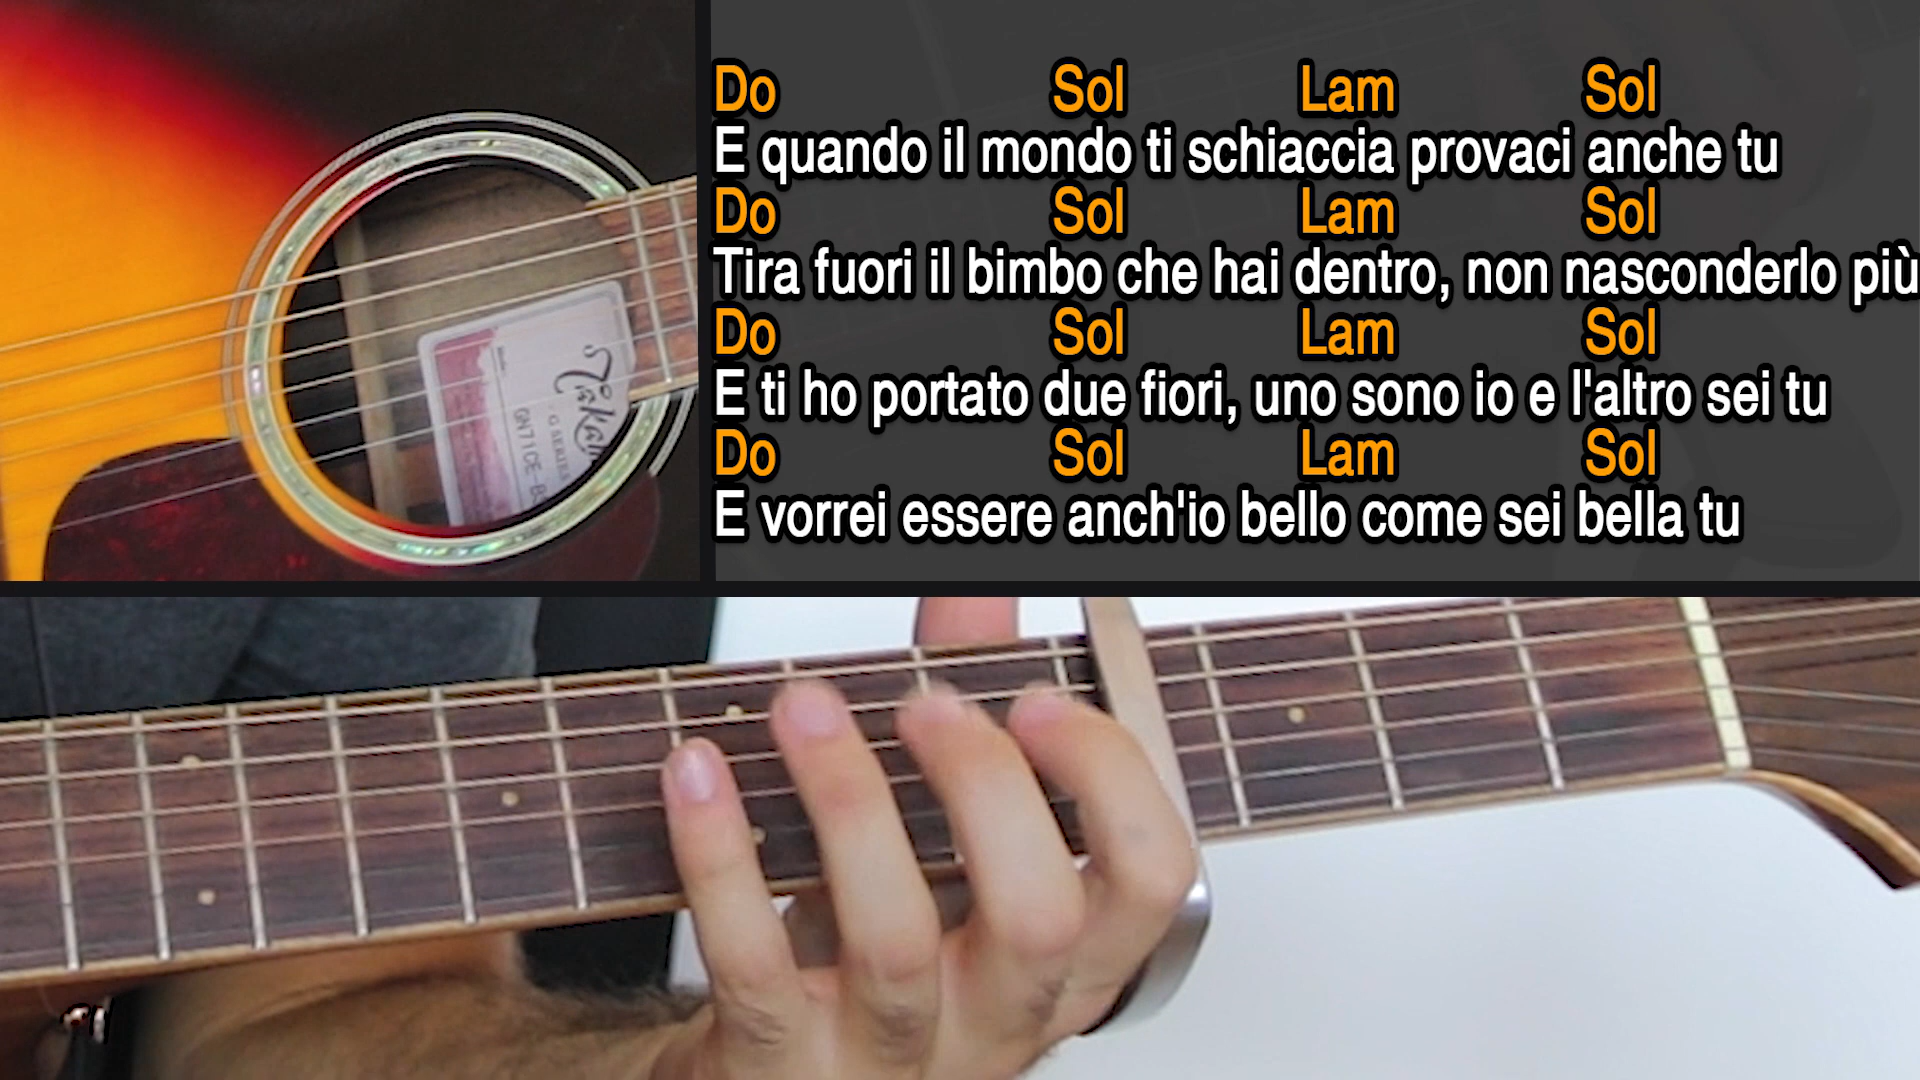 Do Sol Lam Sol
E quando il mondo ti schiaccia provaci anche tu
Do Sol Lam Sol
Tira fuori il bimbo che hai dentro, non nasconderlo più
Do Sol Lam Sol
E ti ho portato due fiori, uno sono io e l'altro sei tu
Do Sol Lam Sol
E vorrei essere anch'io bello come sei bella tu
G SERIES